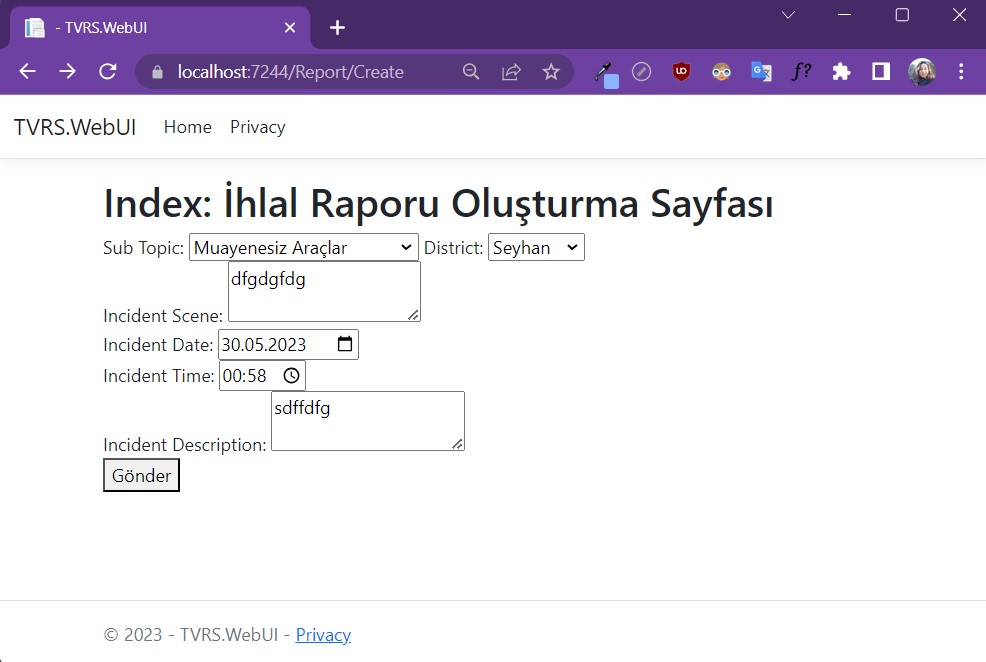 - TVRS.WebUI
localhost:7244/Report/Create
TVRS.WebUI Home Privacy
Index: İhlal Raporu Oluşturma Sayfası
Sub Topic: Muayenesiz Araçlar District: Seyhan
dfgdgfdg
Incident Scene:
Incident Date: 30.05.2023
Incident Time: 00:58
sdffdfg
Incident Description:
Gönder
© 2023 - TVRS.WebUI - Privacy